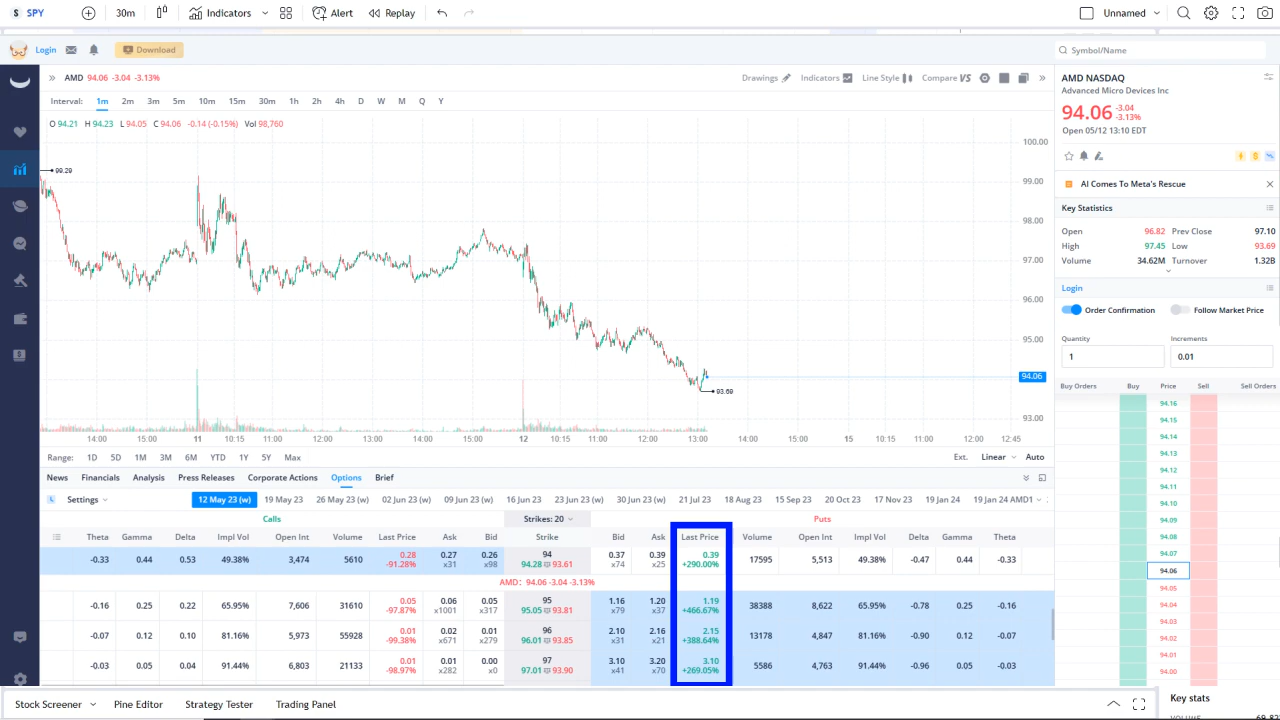 S SPY 30m Indicators Alert Replay Unnamed
Login Download Symbol/Name
AMD 94.06 -3.04 -3.13% Drawings Indicators Line Style Compare VS
Interval: 1m 2m 3m 5m 10m 15m 30m 1h 2h 4h D W M Q Y
O 94.21 H 94.23 L 94.05 C 94.06 -0.14 (-0.15%) Vol 98,760
100.00
99.29
99.00
98.00
97.00
96.00
95.00
94.06
93.69
93.00
14:00 15:00 11 10:15 11:00 12:00 13:00 14:00 15:00 12 10:15 11:00 12:00 13:00 14:00 15:00 15 10:15 11:00 12:00 12:45
Range: 1D 5D 1M 3M 6M YTD 1Y 5Y Max Ext. Linear Auto
News Financials Analysis Press Releases Corporate Actions Options Brief
Settings 12 May 23 (w) 19 May 23 26 May 23 (w) 02 Jun 23 (w) 09 Jun 23 (w) 16 Jun 23 23 Jun 23 (w) 30 Jun 23 (w) 21 Jul 23 18 Aug 23 15 Sep 23 20 Oct 23 17 Nov 23 19 Jan 24 19 Jan 24 AMD1
Calls Strikes: 20 Puts
Theta Gamma Delta Impl Vol Open Int Volume Last Price Ask Bid Strike Bid Ask Last Price Volume Open Int Impl Vol Delta Gamma Theta
-0.33 0.44 0.53 49.38% 3,474 5610 0.28 0.27 0.26 94 0.37 0.39 0.39 17595 5,513 49.38% -0.47 0.44 -0.33
-91.28% x31 x98 94.28 93.61 x74 x25 +290.00%
AMD: 94.06 -3.04 -3.13%
-0.16 0.25 0.22 65.95% 7,606 31610 0.05 0.06 0.05 95 1.16 1.20 1.19 38388 8,622 65.95% -0.78 0.25 -0.16
-97.87% x1001 x317 95.05 93.81 x79 x37 +466.67%
-0.07 0.12 0.10 81.16% 5,973 55928 0.01 0.02 0.01 96 2.10 2.16 2.15 13178 4,847 81.16% -0.90 0.12 -0.07
-99.38% x671 x279 96.01 93.85 x31 x21 +388.64%
-0.03 0.05 0.04 91.44% 6,803 21133 0.01 0.01 0.00 97 3.10 3.20 3.10 5586 4,763 91.44% -0.96 0.05 -0.03
-98.97% x282 x0 97.01 93.90 x41 x70 +269.05%
AMD NASDAQ
Advanced Micro Devices Inc
94.06 -3.04
-3.13%
Open 05/12 13:10 EDT
AI Comes To Meta's Rescue
Key Statistics
Open 96.82 Prev Close 97.10
High 97.45 Low 93.69
Volume 34.62M Turnover 1.32B
Login
Order Confirmation Follow Market Price
Quantity Increments
1 0.01
Buy Orders Buy Price Sell Sell Orders
94.16
94.15
94.14
94.13
94.12
94.11
94.10
94.09
94.08
94.07
94.06
94.05
94.04
94.03
94.02
94.01
94.00
Stock Screener Pine Editor Strategy Tester Trading Panel
Key stats